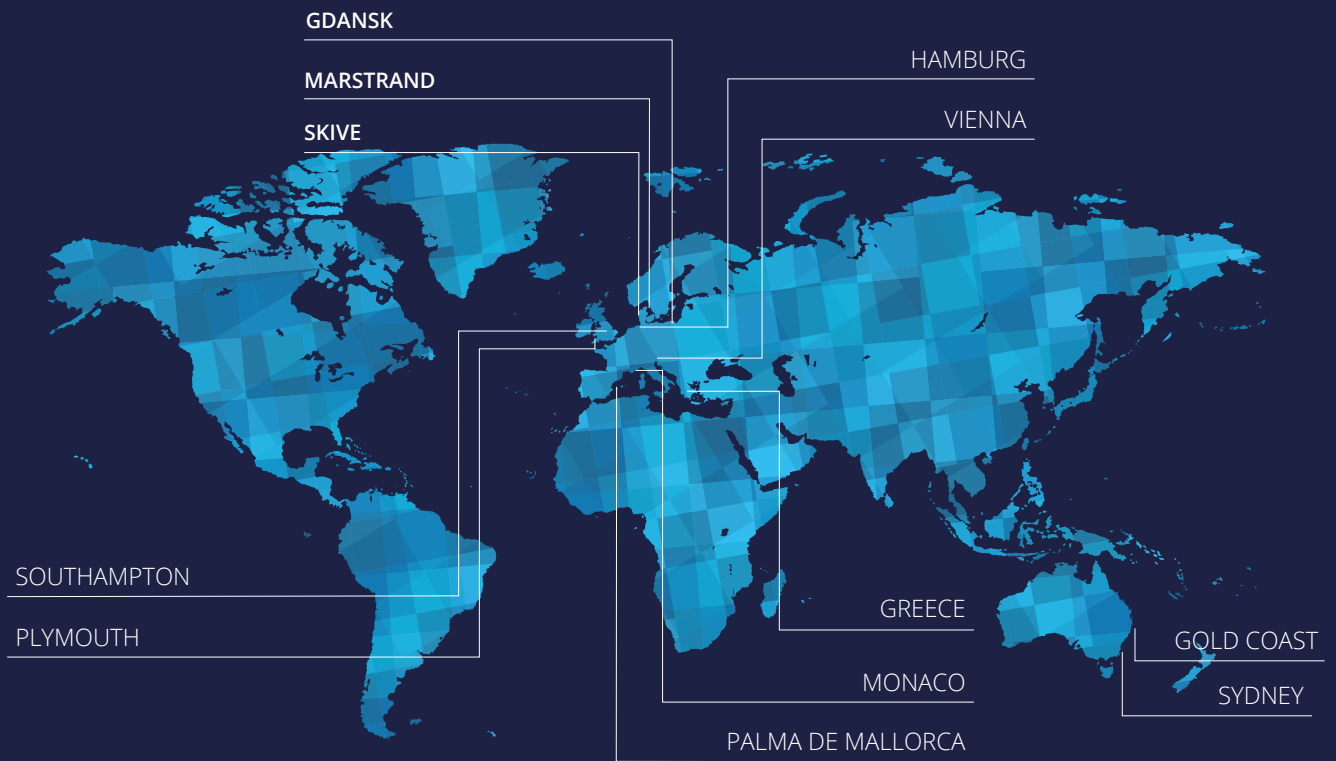 GDANSK
HAMBURG
MARSTRAND
VIENNA
SKIVE
SOUTHAMPTON
GREECE
PLYMOUTH
GOLD COAST
MONACO
SYDNEY
PALMA DE MALLORCA